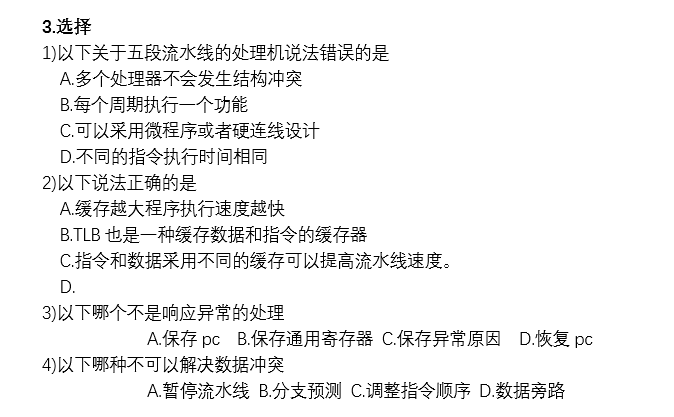 3.选择
1)以下关于五段流水线的处理机说法错误的是
A.多个处理器不会发生结构冲突
B.每个周期执行一个功能
C.可以采用微程序或者硬连线设计
D.不同的指令执行时间相同
2)以下说法正确的是
A.缓存越大程序执行速度越快
B.TLB 也是一种缓存数据和指令的缓存器
C.指令和数据采用不同的缓存可以提高流水线速度。
D.
3)以下哪个不是响应异常的处理
A.保存 pc B.保存通用寄存器 C.保存异常原因 D.恢复 pc
4)以下哪种不可以解决数据冲突
A.暂停流水线 B.分支预测 C.调整指令顺序 D.数据旁路